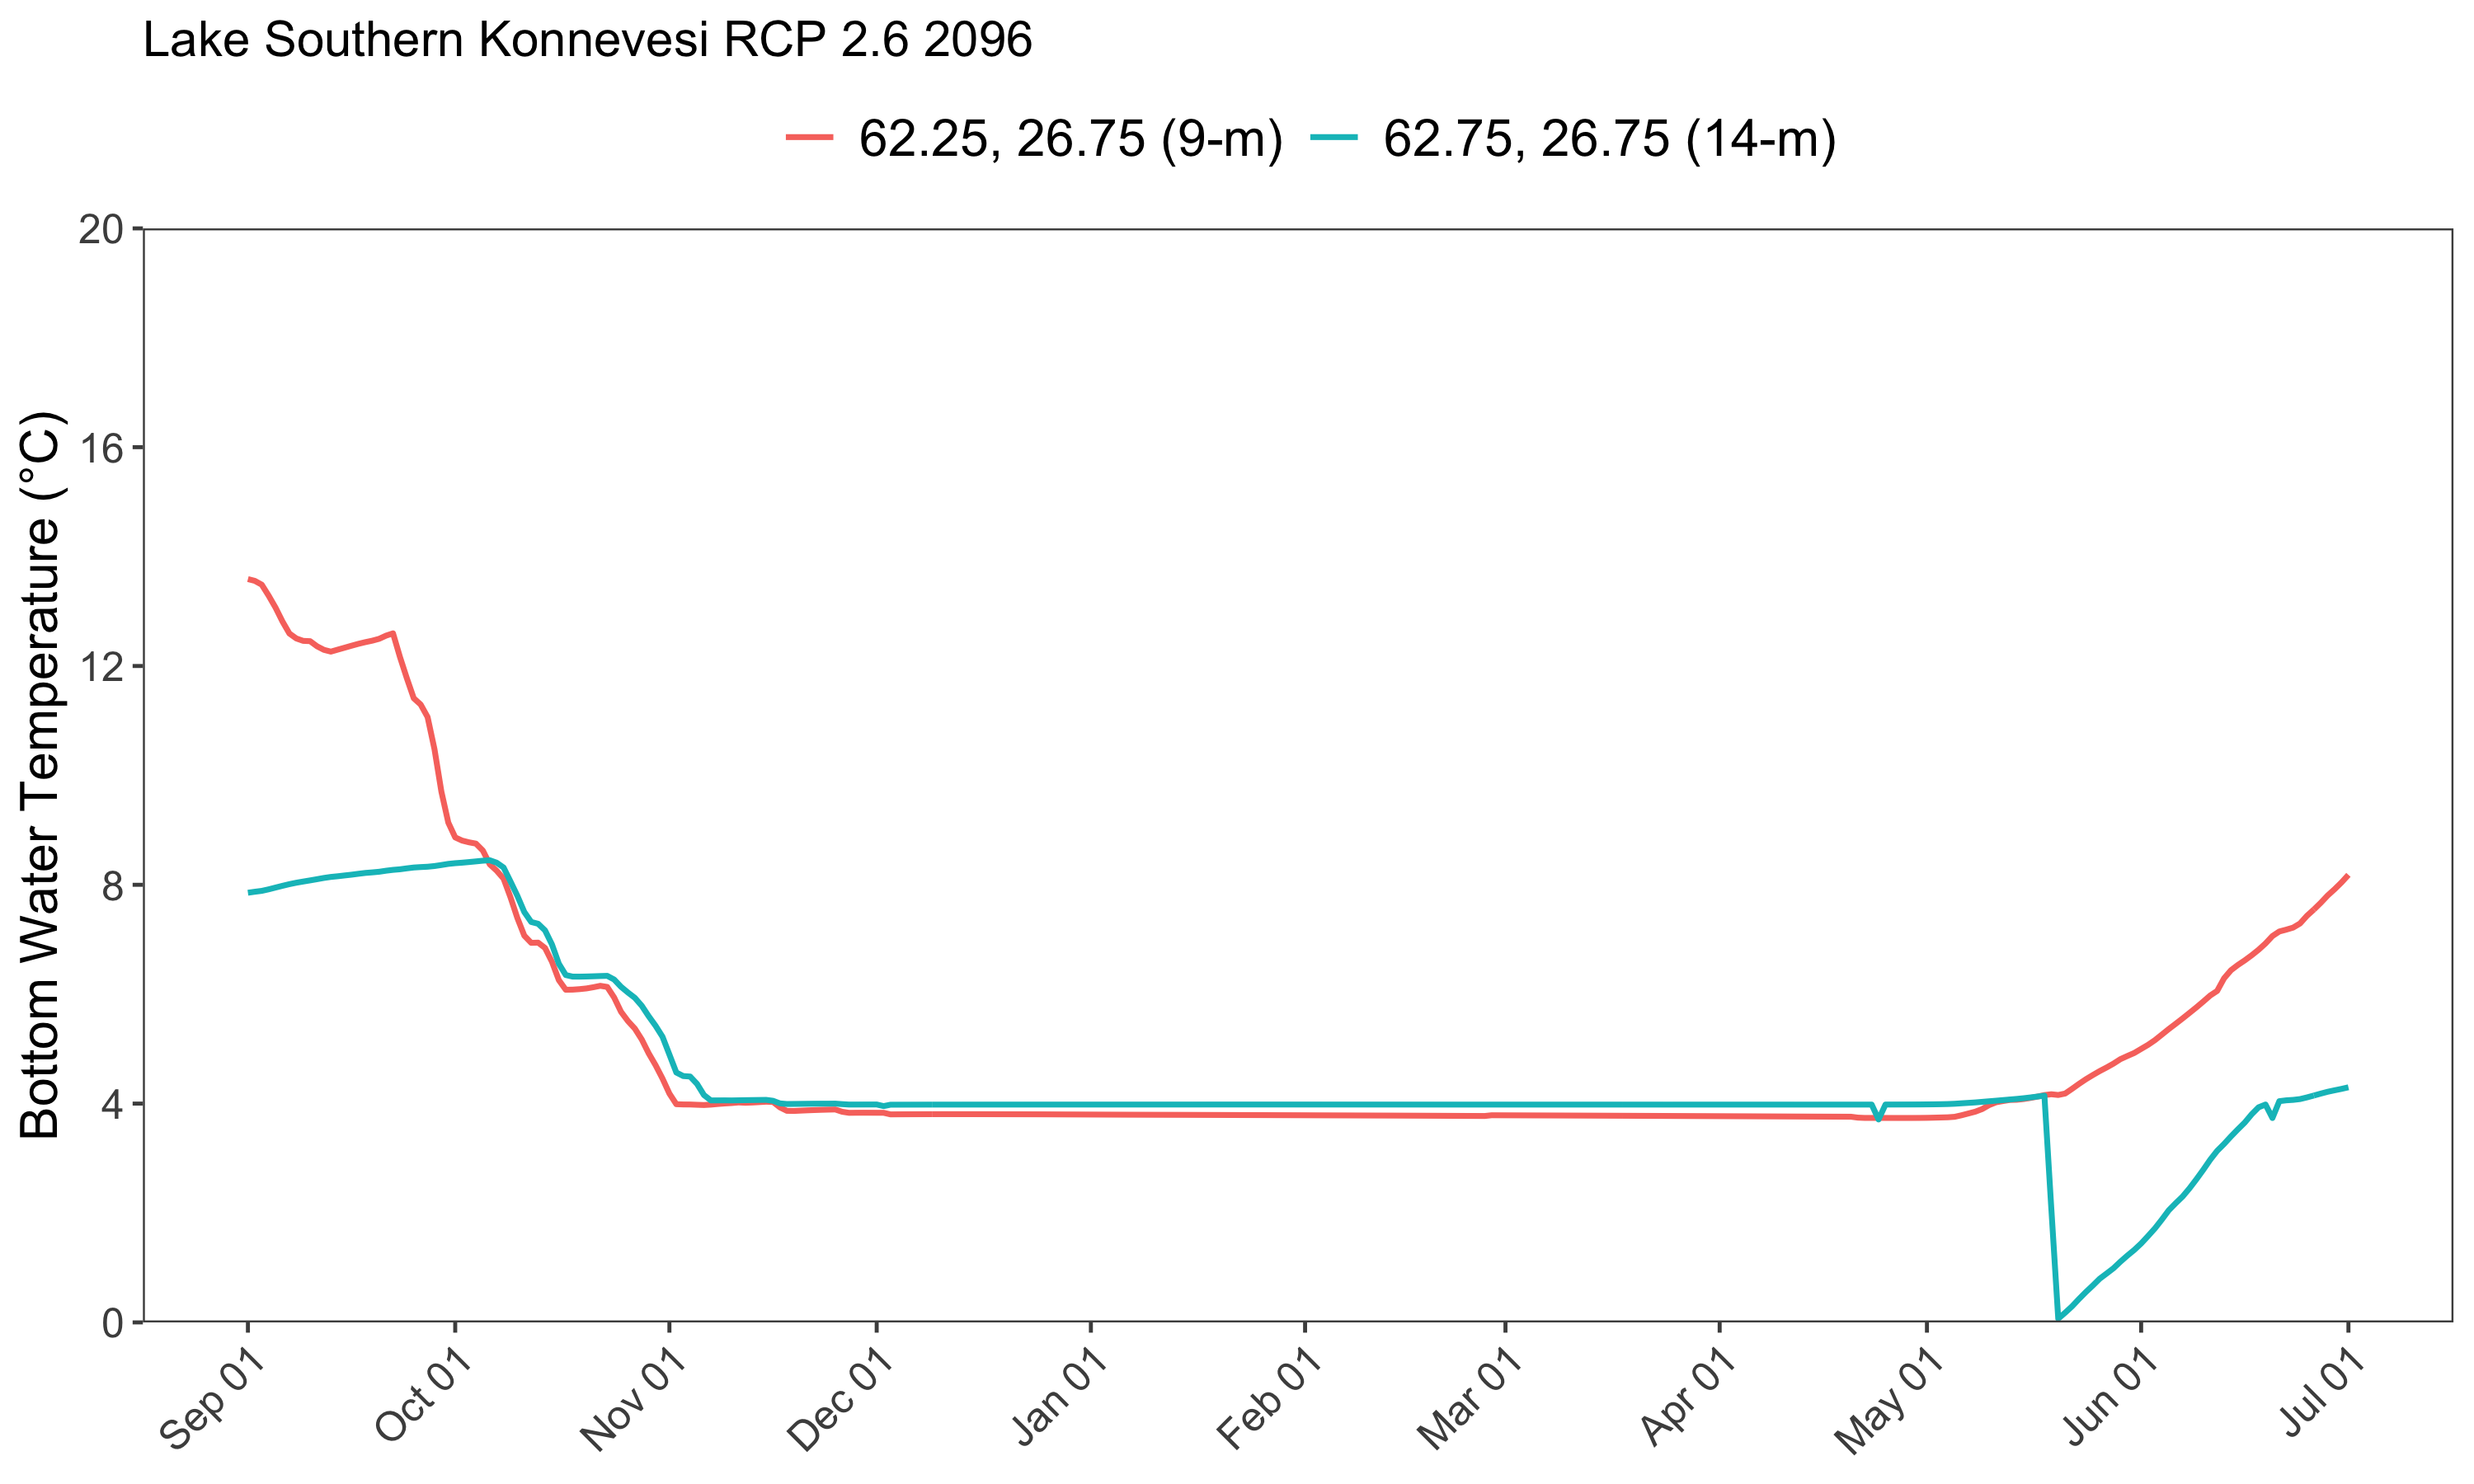 Lake Southern Konnevesi RCP 2.6 2096
62.25, 26.75 (9-m) 62.75, 26.75 (14-m)
Bottom Water Temperature (°C)
20
16
12
8
4
0
Sep 01 Oct 01 Nov 01 Dec 01 Jan 01 Feb 01 Mar 01 Apr 01 May 01 Jun 01 Jul 01